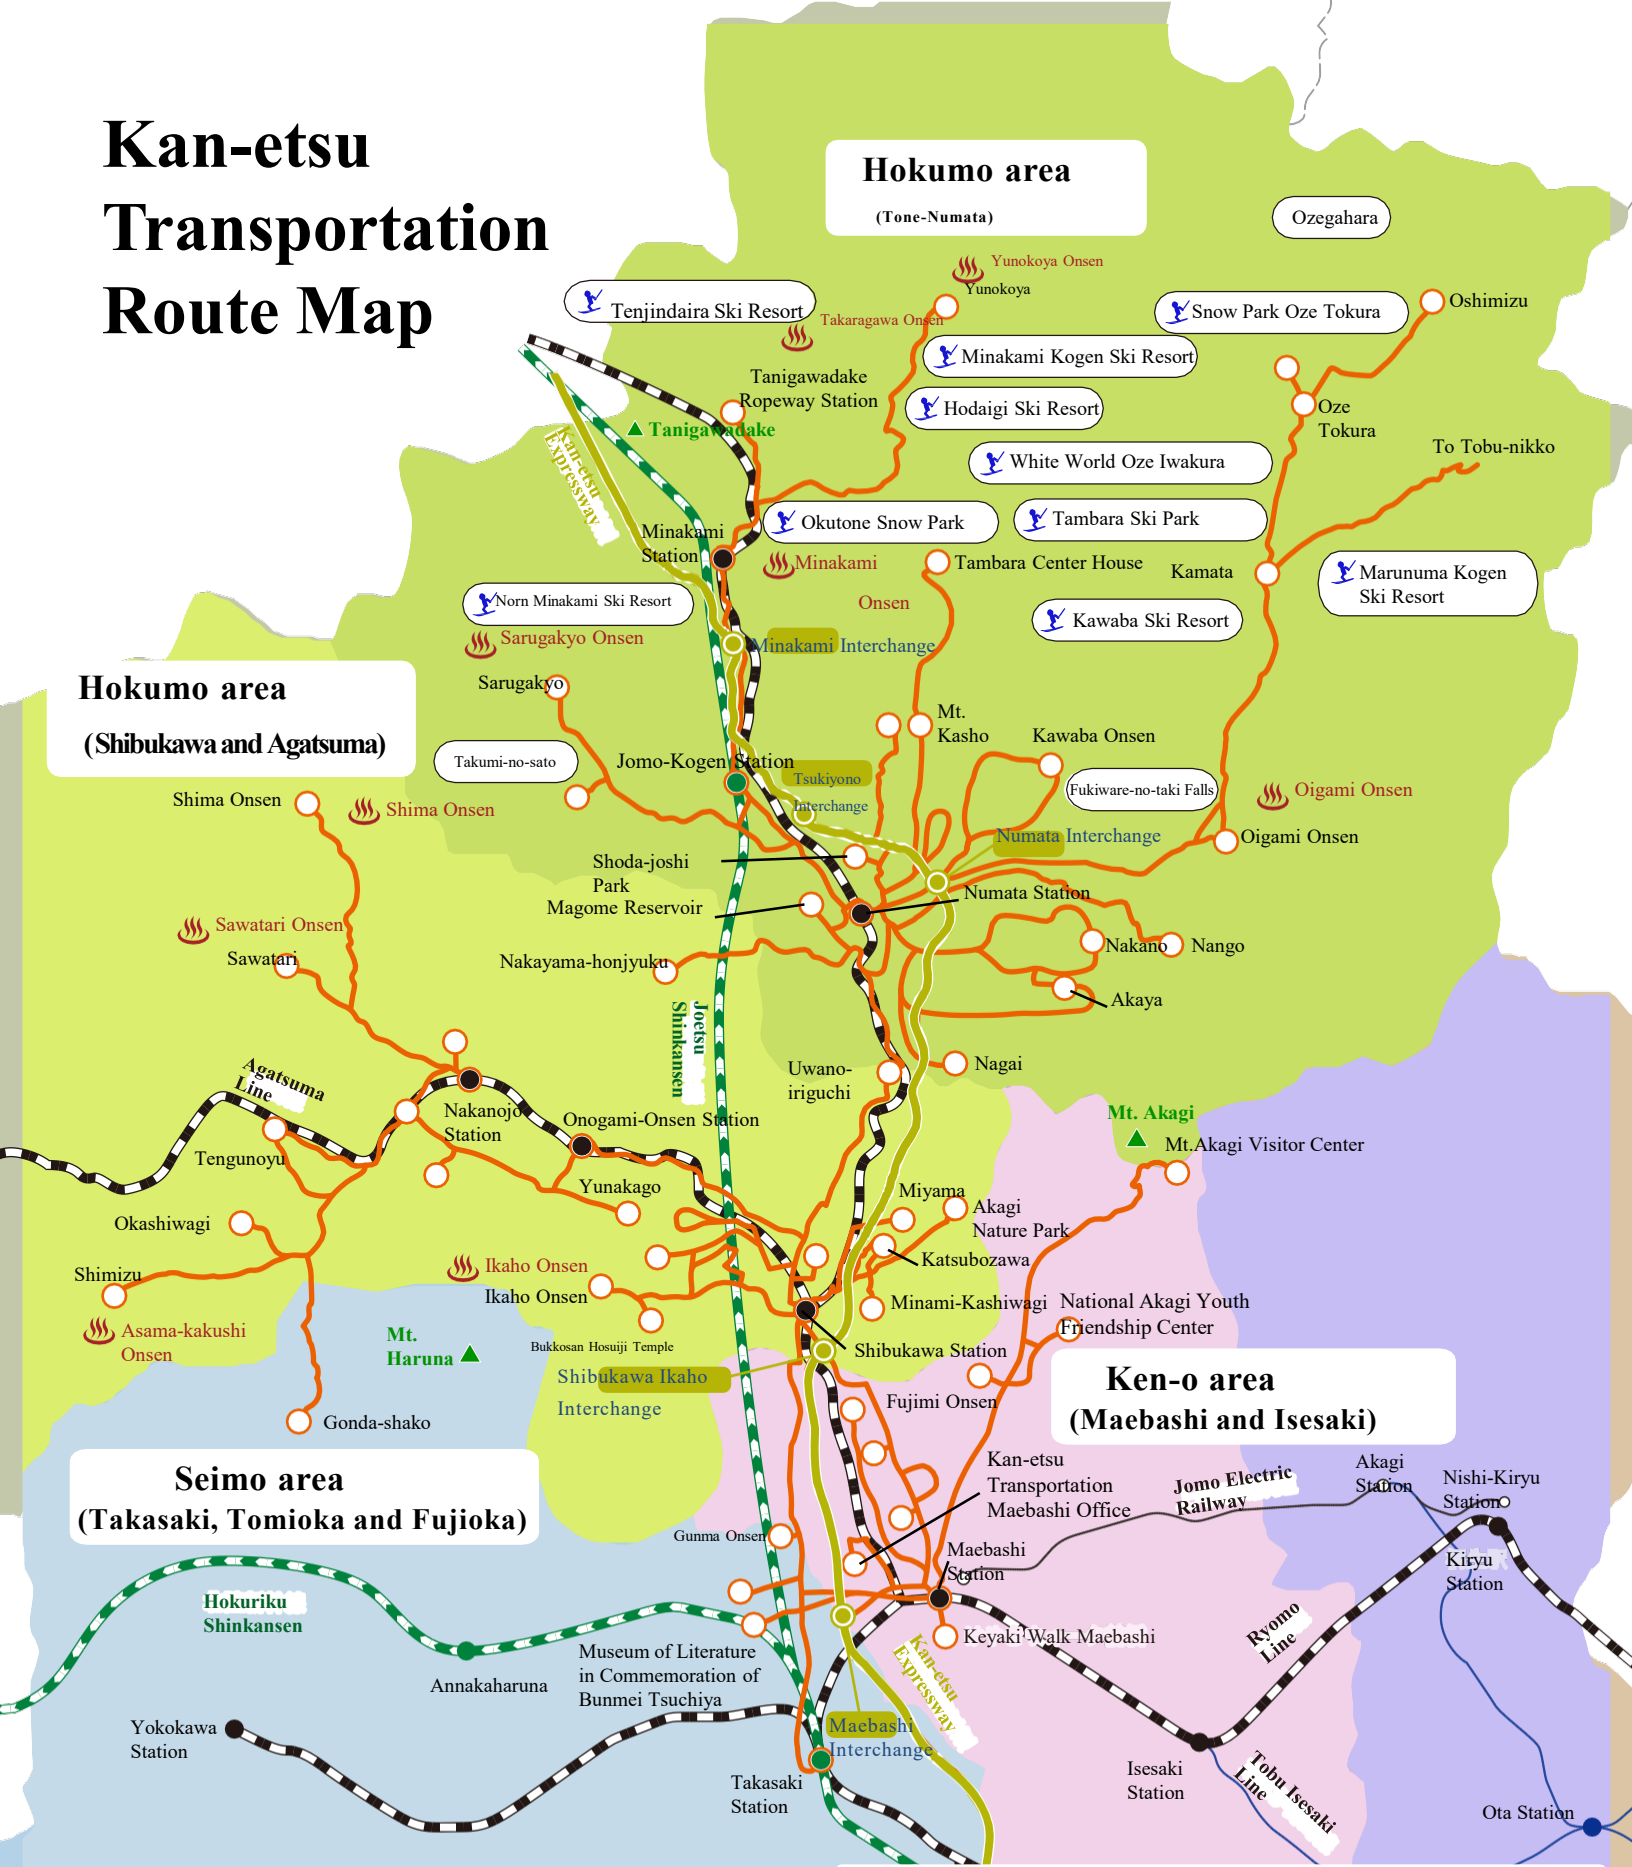 Kan-etsu
Transportation
Route Map
Hokumo area
(Tone-Numata)
Ozegahara
Yunokoya Onsen
Yunokoya
Tenjindaira Ski Resort
Takaragawa Onsen
Snow Park Oze Tokura
Oshimizu
Minakami Kogen Ski Resort
Tanigawadake
Ropeway Station
Hodaigi Ski Resort
Oze
Tokura
Tanigawadake
Kan-etsu
Expressway
To Tobu-nikko
White World Oze Iwakura
Okutone Snow Park
Tambara Ski Park
Minakami
Station
Minakami
Onsen
Tambara Center House
Kamata
Marunuma Kogen
Ski Resort
Norn Minakami Ski Resort
Kawaba Ski Resort
Sarugakyo Onsen
Minakami Interchange
Sarugakyo
Hokumo area
(Shibukawa and Agatsuma)
Mt.
Kasho
Kawaba Onsen
Takumi-no-sato
Jomo-Kogen Station
Tsukiyono
Interchange
Fukiware-no-taki Falls
Oigami Onsen
Shima Onsen
Shima Onsen
Numata Interchange
Oigami Onsen
Shoda-joshi
Park
Numata Station
Magome Reservoir
Sawatari Onsen
Sawatari
Nakayama-honjyuku
Nakano
Nango
Akaya
Joetsu
Shinkansen
Nagai
Uwano-
iriguchi
Agatsuma
Line
Nakanojo
Station
Onogami-Onsen Station
Mt. Akagi
Mt.Akagi Visitor Center
Tengunoyu
Yunakago
Miyama
Akagi
Nature Park
Okashiwagi
Katsubozawa
Ikaho Onsen
Shimizu
Ikaho Onsen
Minami-Kashiwagi
National Akagi Youth
Friendship Center
Asama-kakushi
Onsen
Mt.
Haruna
Bukkosan Hosuiji Temple
Shibukawa Station
Shibukawa Ikaho
Interchange
Ken-o area
(Maebashi and Isesaki)
Fujimi Onsen
Gonda-shako
Seimo area
(Takasaki, Tomioka and Fujioka)
Kan-etsu
Transportation
Maebashi Office
Jomo Electric
Railway
Akagi
Station
Nishi-Kiryu
Station
Gunma Onsen
Maebashi
Station
Kiryu
Station
Hokuriku
Shinkansen
Keyaki Walk Maebashi
Ryomo
Line
Museum of Literature
in Commemoration of
Bunmei Tsuchiya
Kan-etsu
Expressway
Annakaharuna
Yokokawa
Station
Maebashi
Interchange
Takasaki
Station
Isesaki
Station
Tobu Isesaki
Line
Ota Station